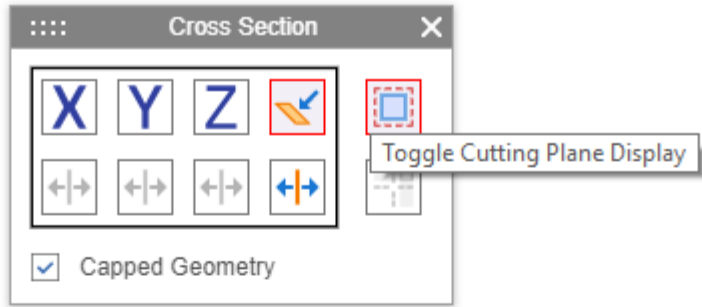 Cross Section
X Y Z
Toggle Cutting Plane Display
Capped Geometry